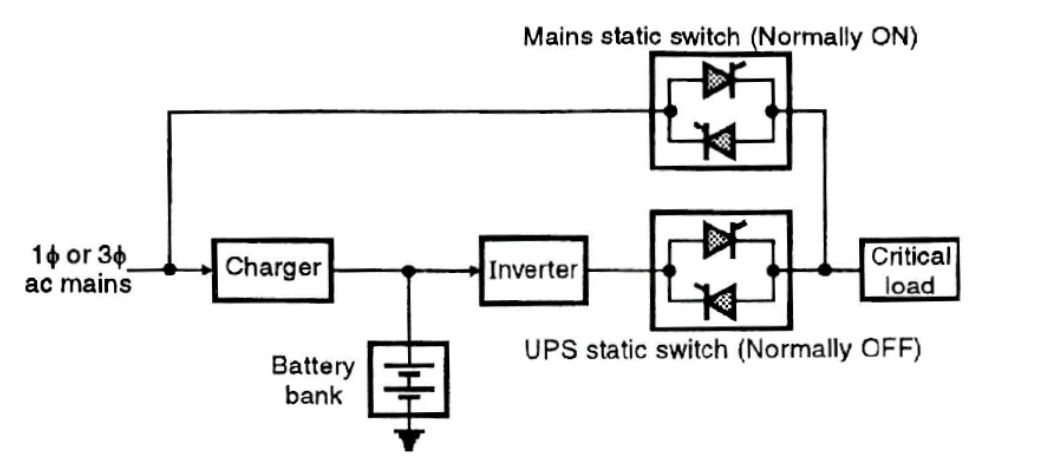 Mains static switch (Normally ON)
1ϕ or 3ϕ
ac mains
Charger
Inverter
Critical
load
UPS static switch (Normally OFF)
Battery
bank